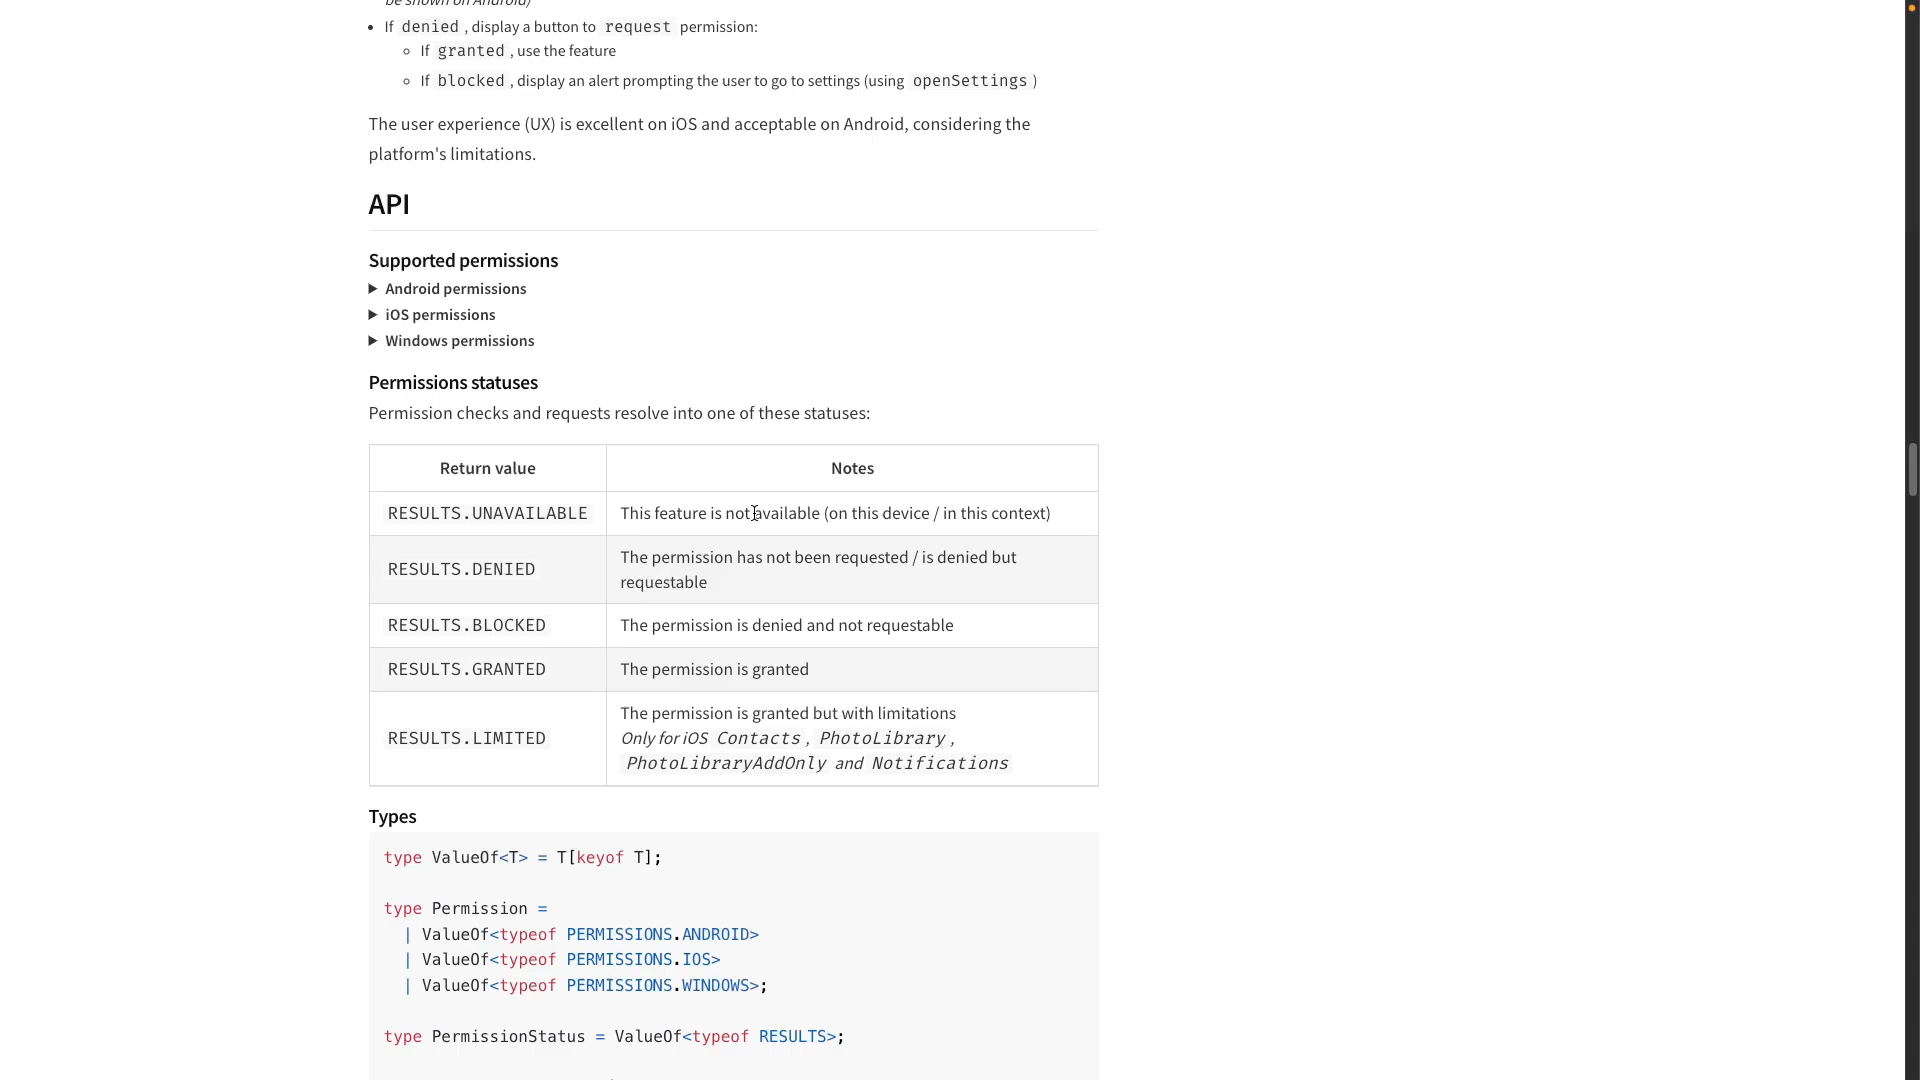 be shown on Android)
• If denied, display a button to request permission:
◦ If granted, use the feature
◦ If blocked, display an alert prompting the user to go to settings (using openSettings)
The user experience (UX) is excellent on iOS and acceptable on Android, considering the
platform's limitations.
API
Supported permissions
▶ Android permissions
▶ iOS permissions
▶ Windows permissions
Permissions statuses
Permission checks and requests resolve into one of these statuses:
Return value Notes
RESULTS.UNAVAILABLE This feature is not available (on this device / in this context)
RESULTS.DENIED The permission has not been requested / is denied but
requestable
RESULTS.BLOCKED The permission is denied and not requestable
RESULTS.GRANTED The permission is granted
RESULTS.LIMITED The permission is granted but with limitations
Only for iOS Contacts, PhotoLibrary,
PhotoLibraryAddOnly and Notifications
Types
type ValueOf<T> = T[keyof T];
type Permission =
| ValueOf<typeof PERMISSIONS.ANDROID>
| ValueOf<typeof PERMISSIONS.IOS>
| ValueOf<typeof PERMISSIONS.WINDOWS>;
type PermissionStatus = ValueOf<typeof RESULTS>;